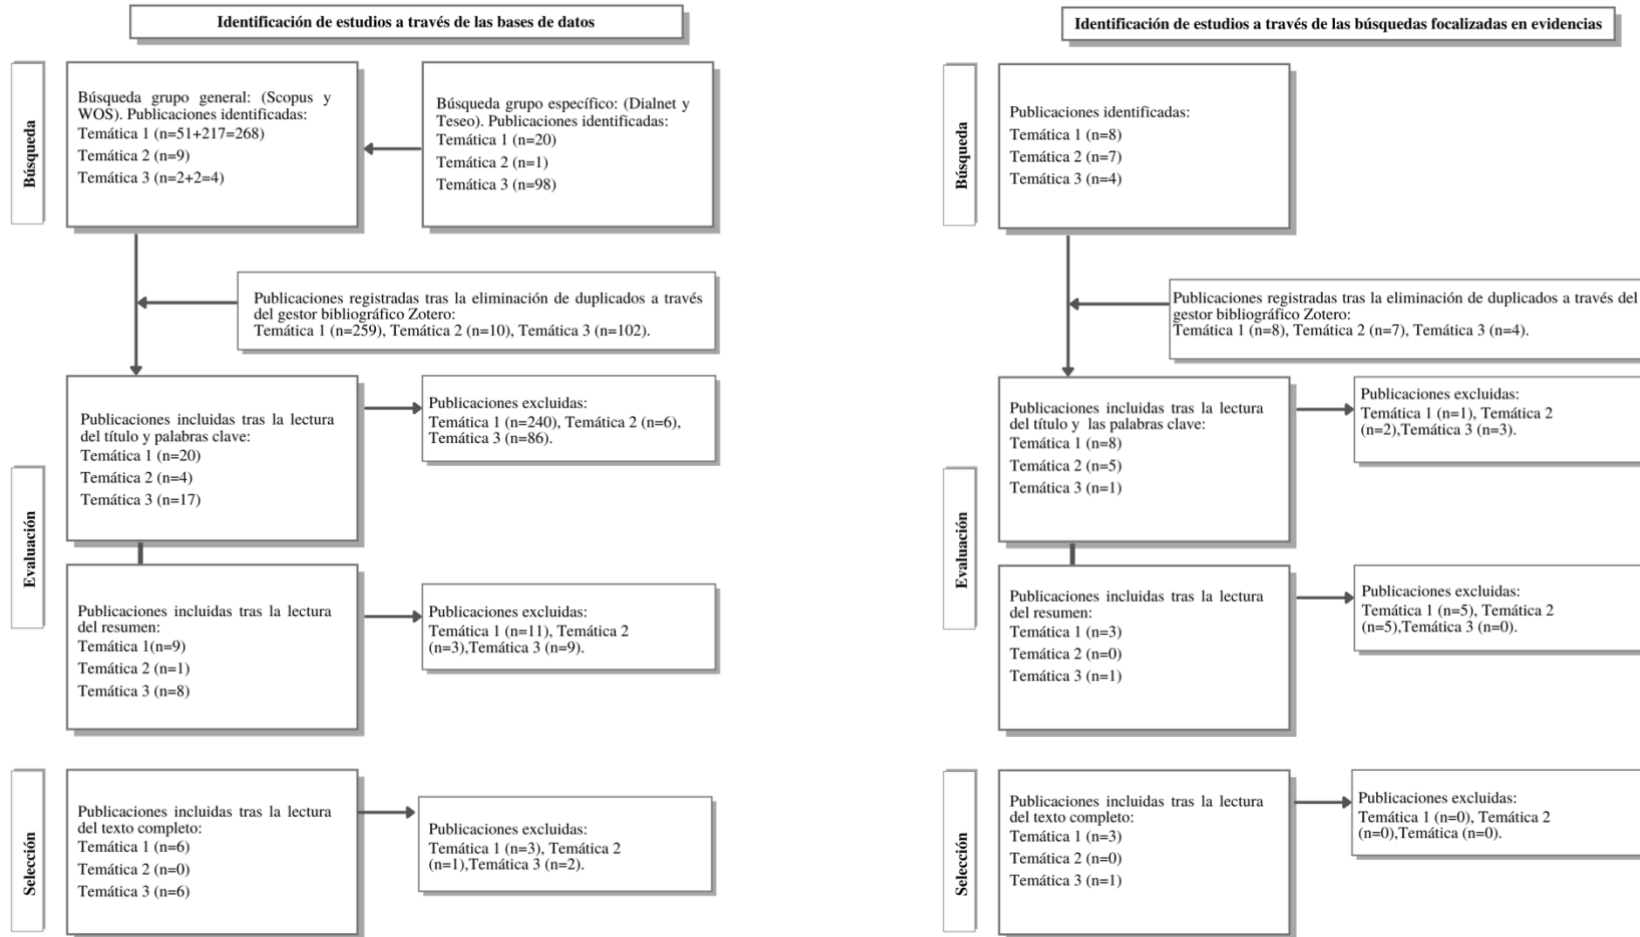 Identificación de estudios a través de las bases de datos
Búsqueda
Búsqueda grupo general: (Scopus y
WOS). Publicaciones identificadas:
Temática 1 (n=51+217=268)
Temática 2 (n=9)
Temática 3 (n=2+2=4)
Búsqueda grupo específico: (Dialnet y
Teseo). Publicaciones identificadas:
Temática 1 (n=20)
Temática 2 (n=1)
Temática 3 (n=98)
Publicaciones registradas tras la eliminación de duplicados a través
del gestor bibliográfico Zotero:
Temática 1 (n=259), Temática 2 (n=10), Temática 3 (n=102).
Evaluación
Publicaciones incluidas tras la lectura
del título y palabras clave:
Temática 1 (n=20)
Temática 2 (n=4)
Temática 3 (n=17)
Publicaciones excluidas:
Temática 1 (n=240), Temática 2 (n=6),
Temática 3 (n=86).
Publicaciones incluidas tras la lectura
del resumen:
Temática 1(n=9)
Temática 2 (n=1)
Temática 3 (n=8)
Publicaciones excluidas:
Temática 1 (n=11), Temática 2
(n=3),Temática 3 (n=9).
Selección
Publicaciones incluidas tras la lectura
del texto completo:
Temática 1 (n=6)
Temática 2 (n=0)
Temática 3 (n=6)
Publicaciones excluidas:
Temática 1 (n=3), Temática 2
(n=1),Temática 3 (n=2).
Identificación de estudios a través de las búsquedas focalizadas en evidencias
Búsqueda
Publicaciones identificadas:
Temática 1 (n=8)
Temática 2 (n=7)
Temática 3 (n=4)
Publicaciones registradas tras la eliminación de duplicados a través del
gestor bibliográfico Zotero:
Temática 1 (n=8), Temática 2 (n=7), Temática 3 (n=4).
Evaluación
Publicaciones incluidas tras la lectura
del título y las palabras clave:
Temática 1 (n=8)
Temática 2 (n=5)
Temática 3 (n=1)
Publicaciones excluidas:
Temática 1 (n=1), Temática 2
(n=2),Temática 3 (n=3).
Publicaciones incluidas tras la lectura
del resumen:
Temática 1 (n=3)
Temática 2 (n=0)
Temática 3 (n=1)
Publicaciones excluidas:
Temática 1 (n=5), Temática 2
(n=5),Temática 3 (n=0).
Selección
Publicaciones incluidas tras la lectura
del texto completo:
Temática 1 (n=3)
Temática 2 (n=0)
Temática 3 (n=1)
Publicaciones excluidas:
Temática 1 (n=0), Temática 2
(n=0),Temática (n=0).